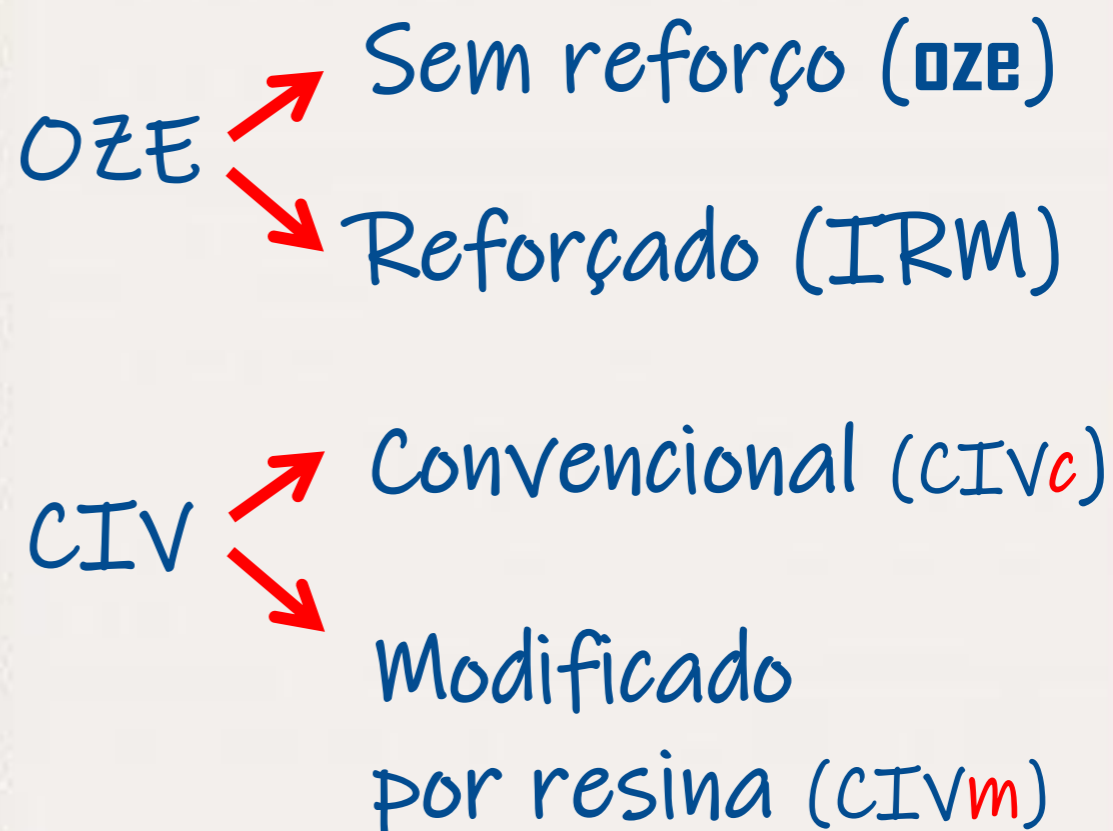 Sem reforço (oze)
OZE
Reforçado (IRM)
Convencional (CIVc)
CIV
Modificado
por resina (CIVm)